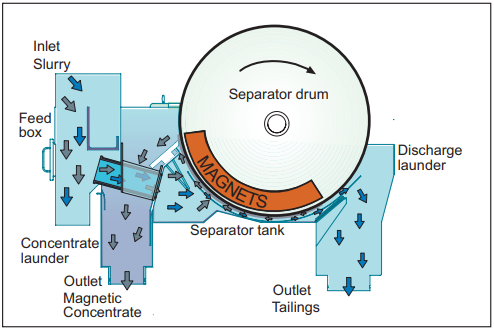 Inlet
Slurry
Feed
box
Separator drum
MAGNETS
Discharge
launder
Separator tank
Concentrate
launder
Outlet
Magnetic
Concentrate
Outlet
Tailings